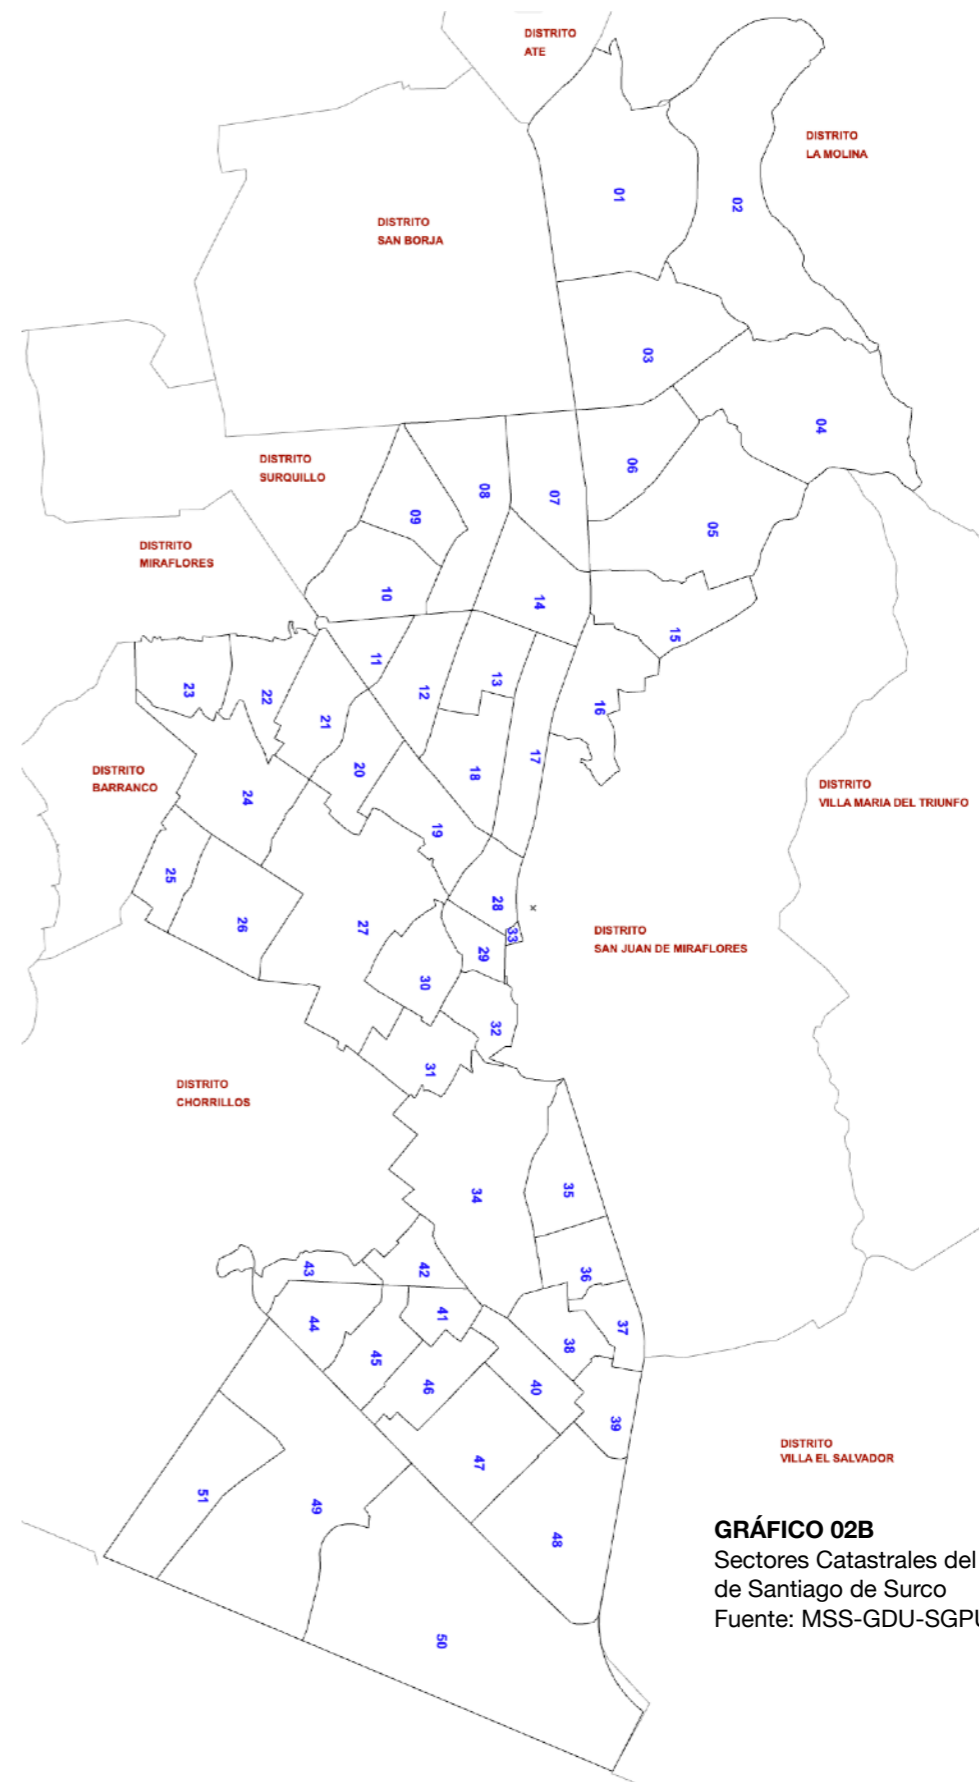 DISTRITO
ATE
DISTRITO
LA MOLINA
01
02
DISTRITO
SAN BORJA
03
04
DISTRITO
SURQUILLO
06
08
07
09
05
DISTRITO
MIRAFLORES
10
14
15
11
13
12
23
22
16
21
17
20
18
DISTRITO
BARRANCO
DISTRITO
VILLA MARIA DEL TRIUNFO
24
19
25
28
26
27
33
DISTRITO
SAN JUAN DE MIRAFLORES
29
30
32
31
DISTRITO
CHORRILLOS
34
35
43
42
36
44
41
37
38
45
46
40
39
DISTRITO
VILLA EL SALVADOR
47
51
49
48
GRÁFICO 02B
Sectores Catastrales del
de Santiago de Surco
Fuente: MSS-GDU-SGPU
50